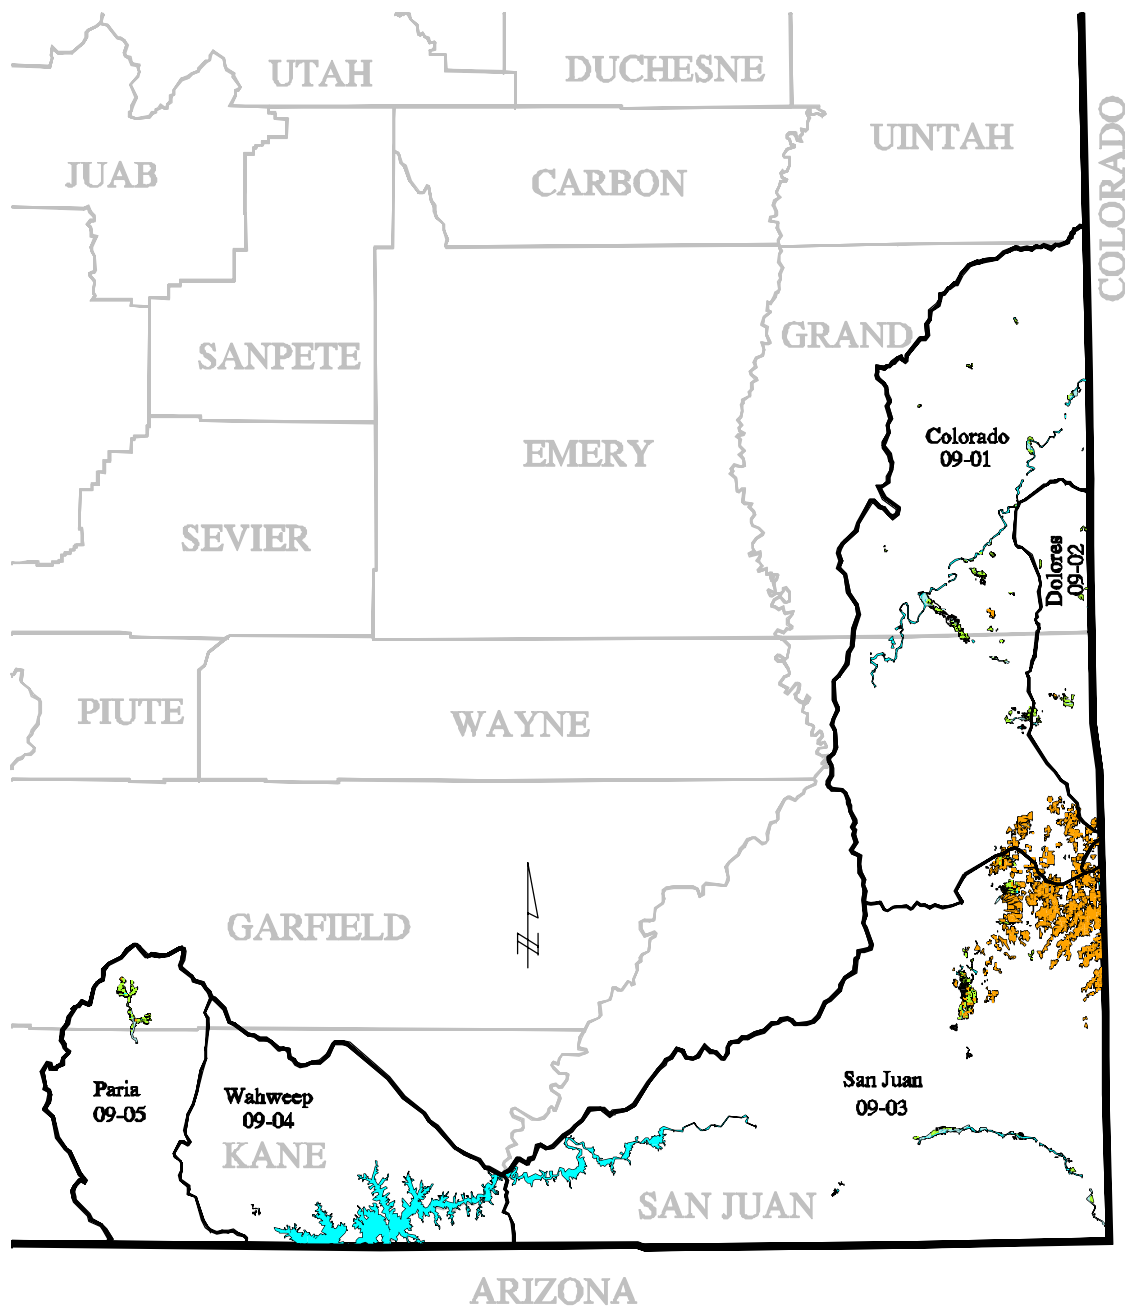 UTAH
DUCHESNE
UINTAH
COLORADO
JUAB
CARBON
GRAND
SANPETE
Colorado
09-01
EMERY
SEVIER
Dolores
09-02
PIUTE
WAYNE
GARFIELD
N
San Juan
09-03
Paria
09-05
Wahweep
09-04
KANE
SAN JUAN
ARIZONA